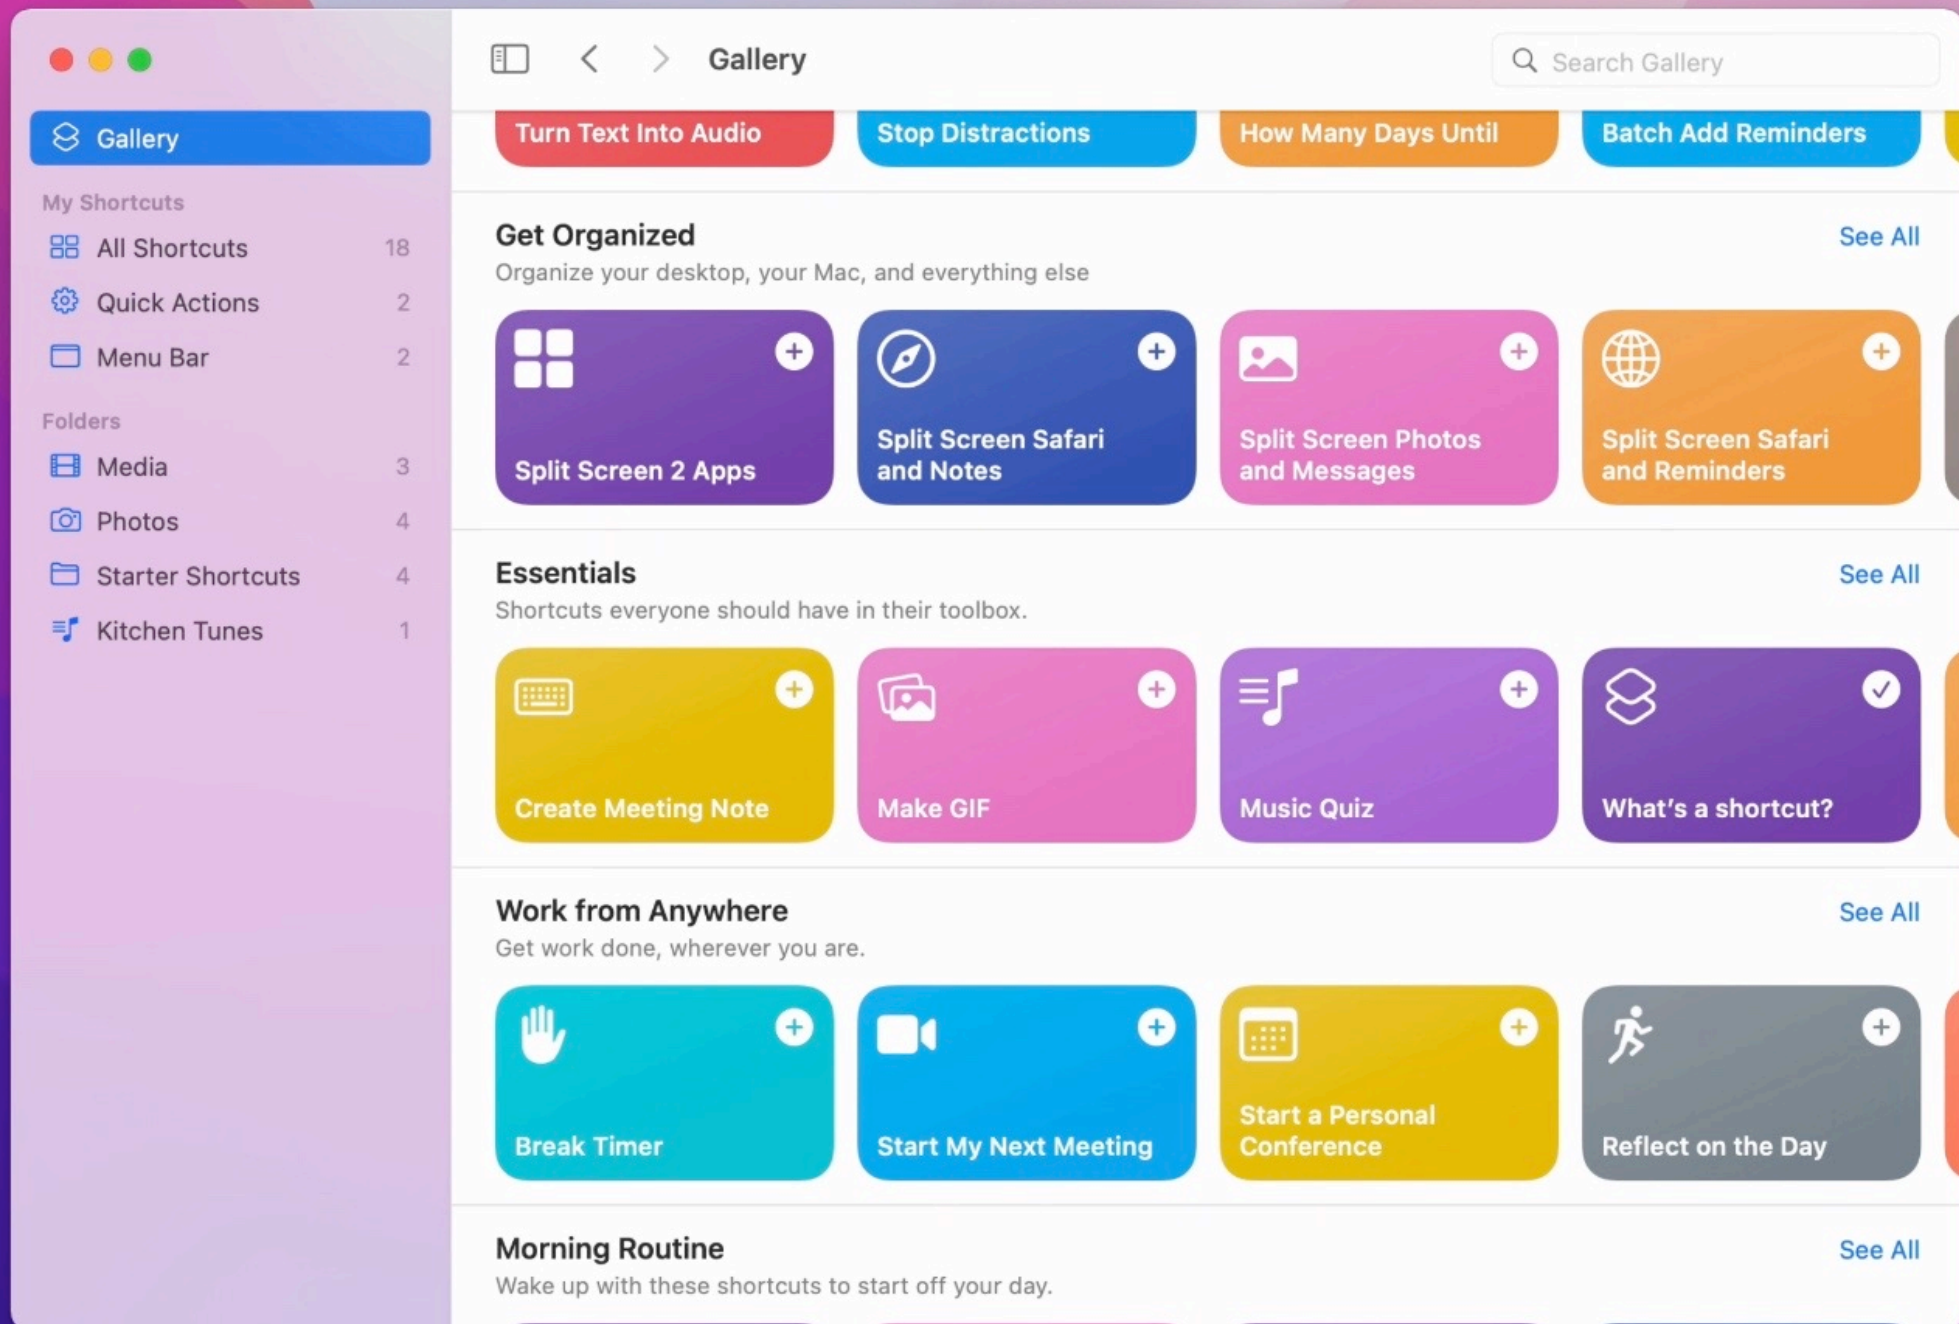 Gallery
Search Gallery
Gallery
My Shortcuts
All Shortcuts 18
Quick Actions 2
Menu Bar 2
Folders
Media 3
Photos 4
Starter Shortcuts 4
Kitchen Tunes 1
Turn Text Into Audio
Stop Distractions
How Many Days Until
Batch Add Reminders
Get Organized
See All
Organize your desktop, your Mac, and everything else
Split Screen 2 Apps
Split Screen Safari
and Notes
Split Screen Photos
and Messages
Split Screen Safari
and Reminders
Essentials
See All
Shortcuts everyone should have in their toolbox.
Create Meeting Note
Make GIF
Music Quiz
What's a shortcut?
Work from Anywhere
See All
Get work done, wherever you are.
Break Timer
Start My Next Meeting
Start a Personal
Conference
Reflect on the Day
Morning Routine
See All
Wake up with these shortcuts to start off your day.